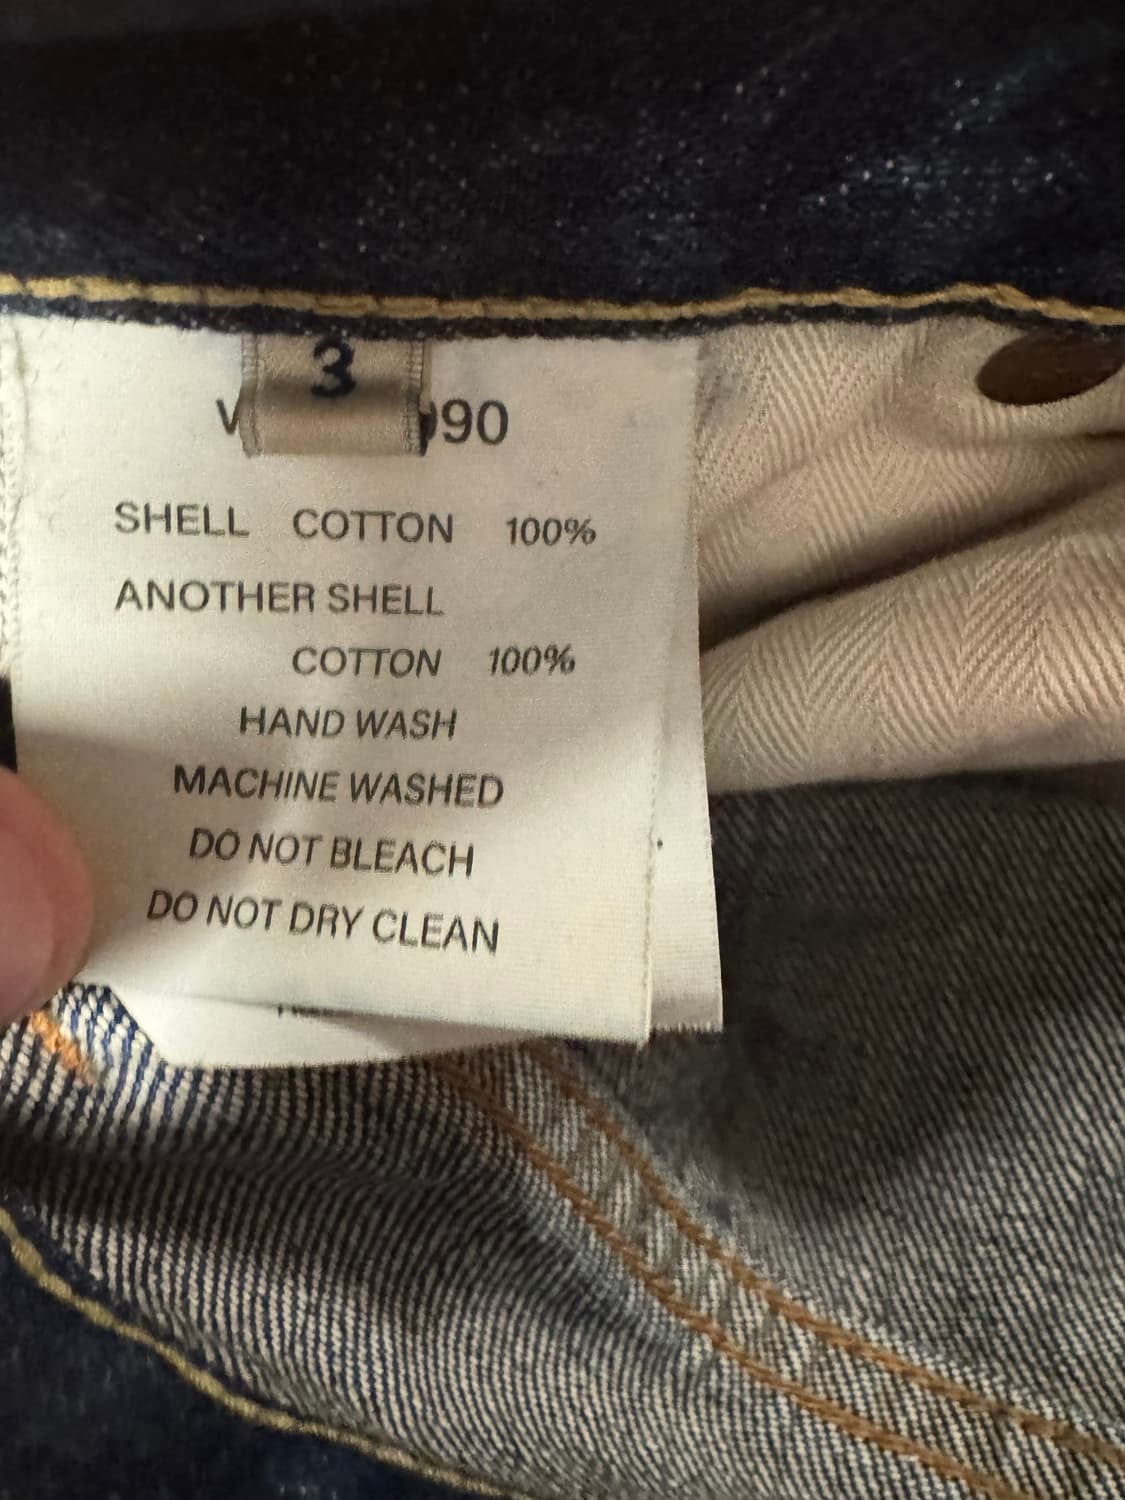 3
90
SHELL COTTON 100%
ANOTHER SHELL
COTTON 100%
HAND WASH
MACHINE WASHED
DO NOT BLEACH
DO NOT DRY CLEAN